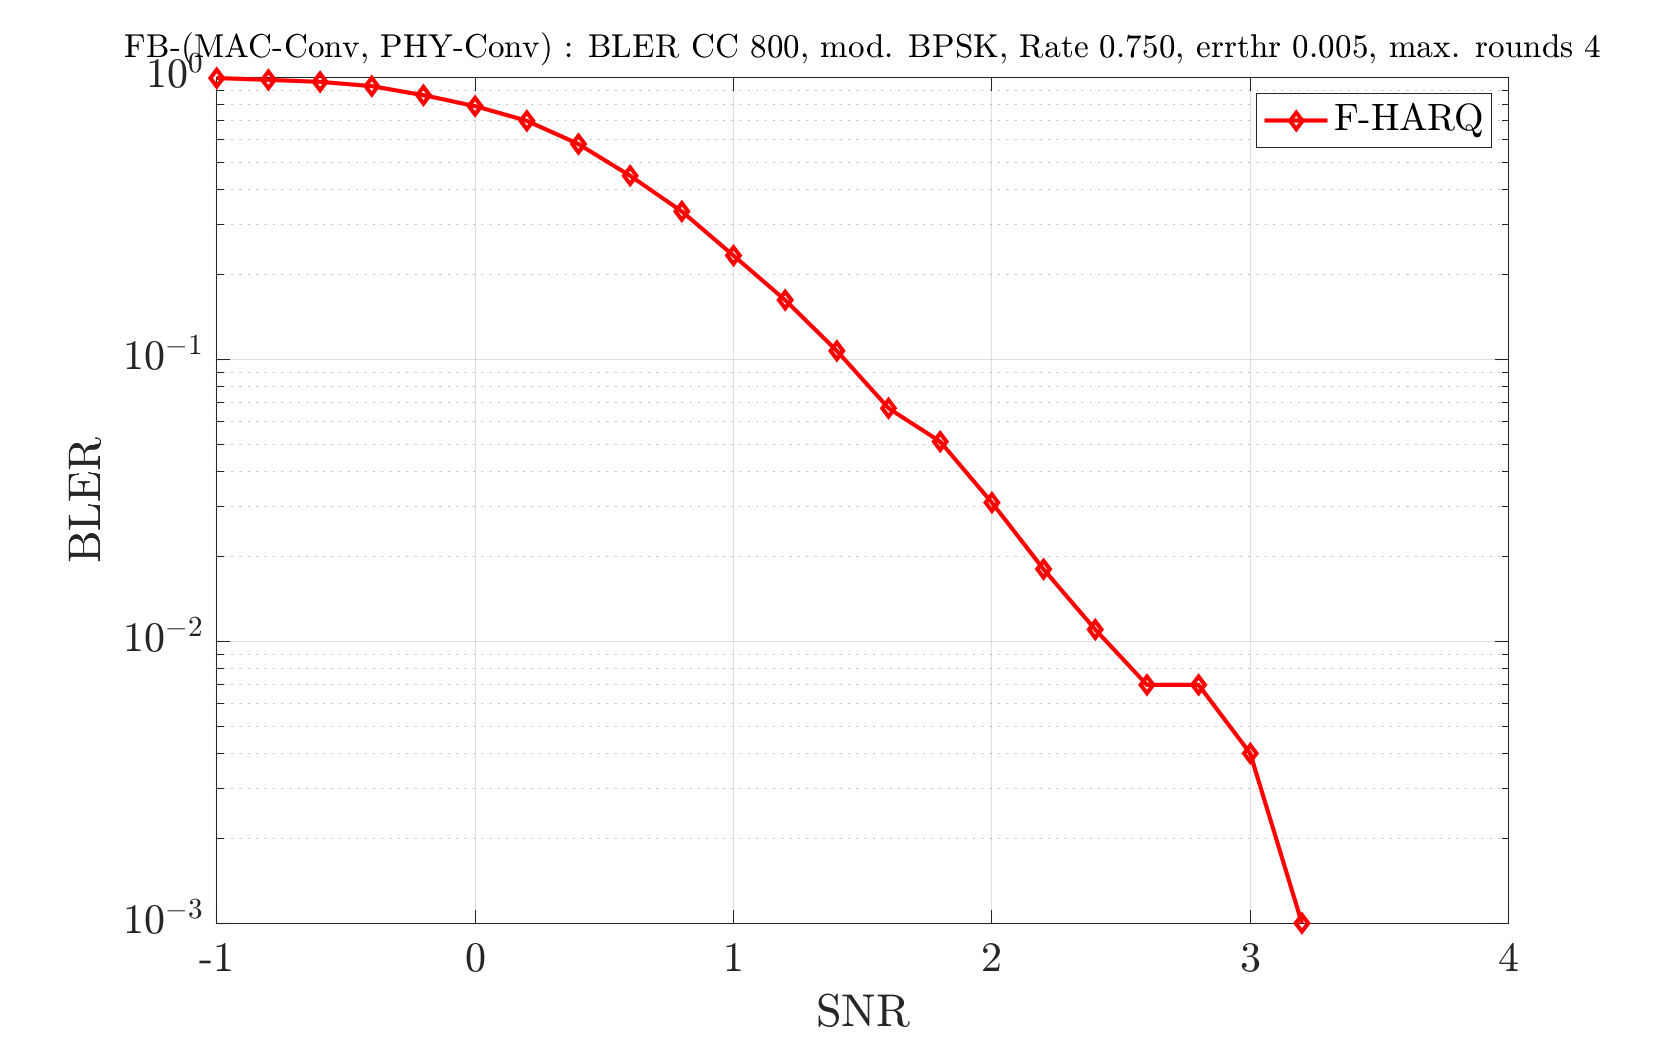 FB-(MAC-Conv, PHY-Conv) : BLER CC 800, mod. BPSK, Rate 0.750, errthr 0.005, max. rounds 4
10^0
F-HARQ
10^{-1}
BLER
10^{-2}
10^{-3}
-1 0 1 2 3 4
SNR